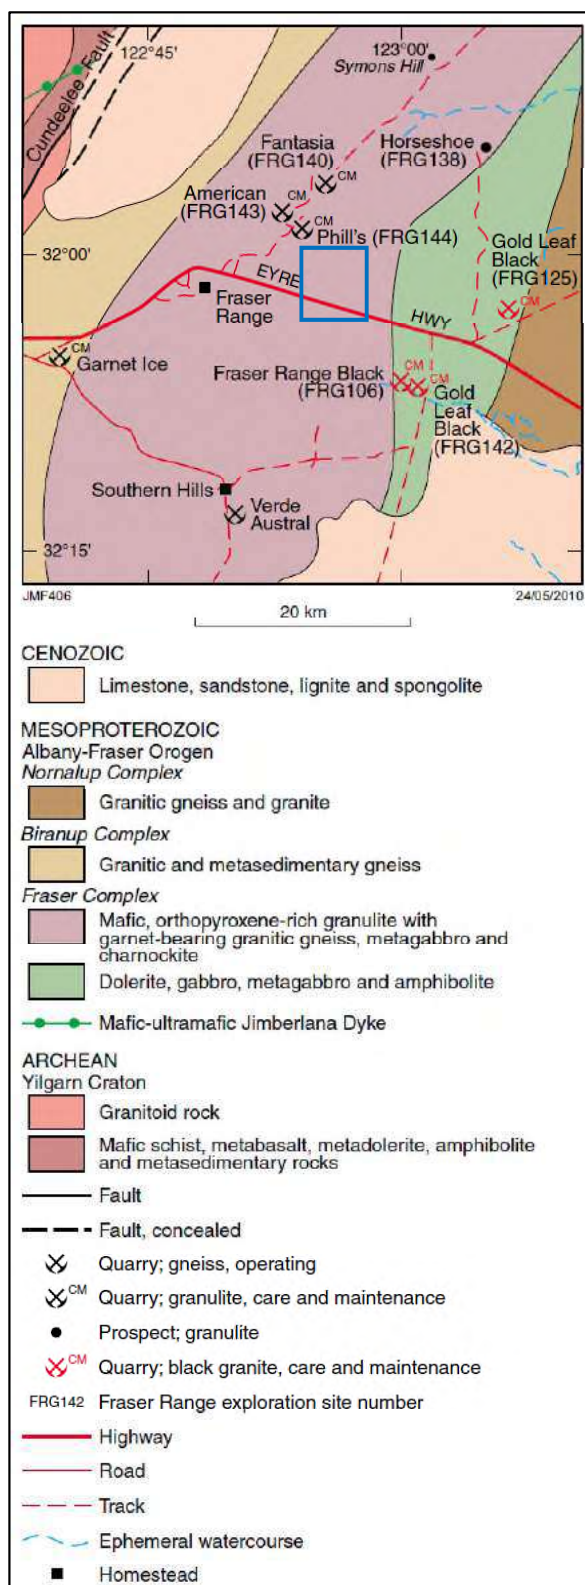 122°45'
123°00'
Symons Hill
Cundeelee Fault
Fantasia
(FRG140)
CM
Horseshoe
(FRG138)
American
(FRG143)
CM
CM
Phill's (FRG144)
Gold Leaf
Black
(FRG125)
32°00'
EYRE
HWY
Fraser
Range
CM
CM
Garnet Ice
Fraser Range Black
(FRG106)
CM
CM
Gold
Leaf
Black
(FRG142)
Southern Hills
Verde
Austral
32°15'
JMF406
24/05/2010
20 km
CENOZOIC
Limestone, sandstone, lignite and spongolite
MESOPROTEROZOIC
Albany-Fraser Orogen
Nornalup Complex
Granitic gneiss and granite
Biranup Complex
Granitic and metasedimentary gneiss
Fraser Complex
Mafic, orthopyroxene-rich granulite with
garnet-bearing granitic gneiss, metagabbro and
charnockite
Dolerite, gabbro, metagabbro and amphibolite
Mafic-ultramafic Jimberlana Dyke
ARCHEAN
Yilgarn Craton
Granitoid rock
Mafic schist, metabasalt, metadolerite, amphibolite
and metasedimentary rocks
Fault
Fault, concealed
Quarry; gneiss, operating
CM Quarry; granulite, care and maintenance
Prospect; granulite
CM Quarry; black granite, care and maintenance
FRG142 Fraser Range exploration site number
Highway
Road
Track
Ephemeral watercourse
Homestead